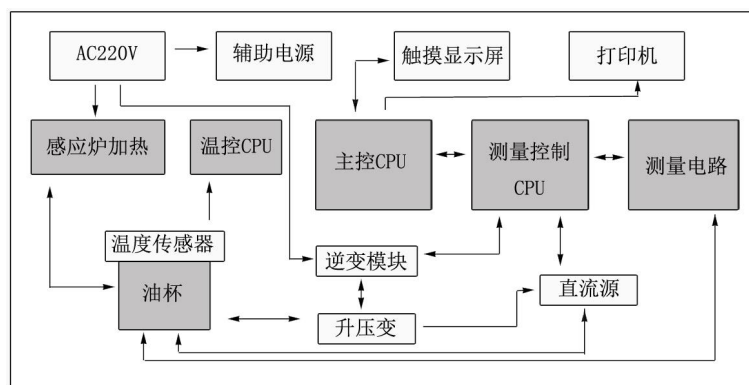 AC220V
辅助电源
触摸显示屏
打印机
感应炉加热
温控CPU
主控CPU
测量控制
CPU
测量电路
温度传感器
油杯
逆变模块
直流源
升压变